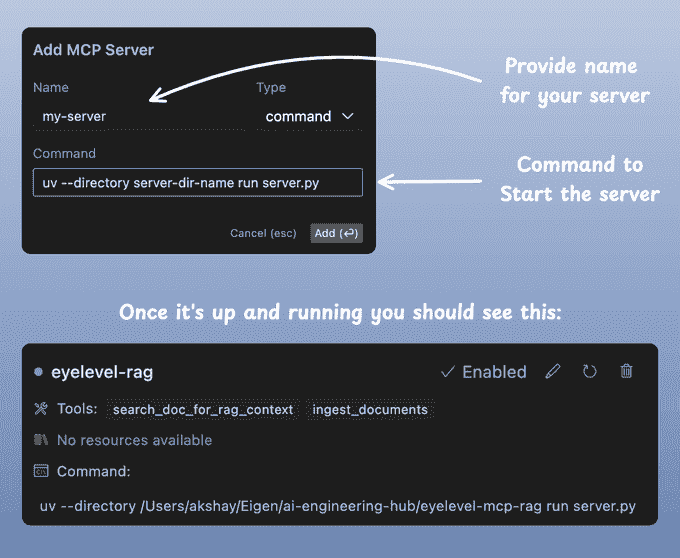 Add MCP Server
Name
Type
my-server
command
Command
uv --directory server-dir-name run server.py
Cancel (esc)
Add (⏎)
Provide name
for your server
Command to
Start the server
Once it's up and running you should see this:
eyelevel-rag
Enabled
Tools: search_doc_for_rag_context ingest_documents
No resources available
Command:
uv --directory /Users/akshay/Eigen/ai-engineering-hub/eyelevel-mcp-rag run server.py